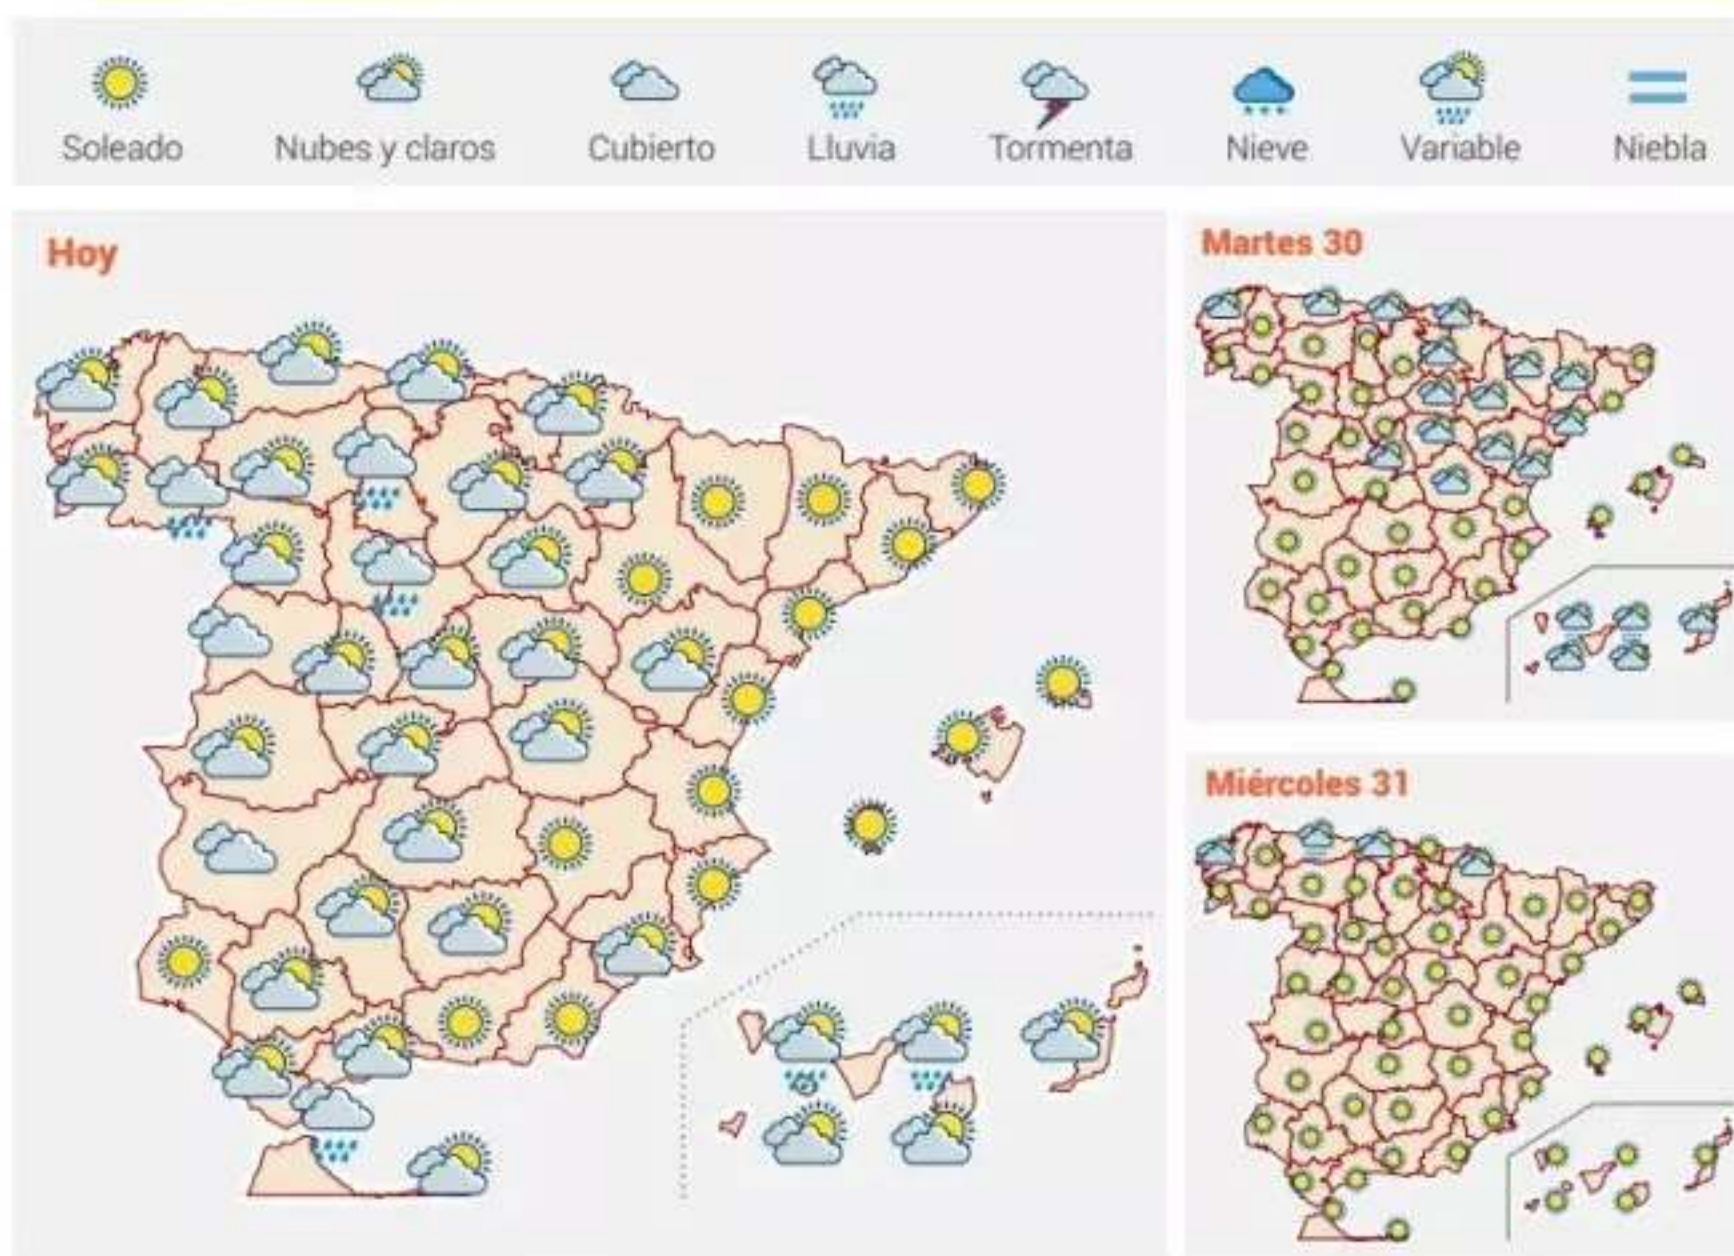 Soleado Nubes y claros Cubierto Lluvia Tormenta Nieve Variable Niebla
Hoy
Martes 30
Miércoles 31